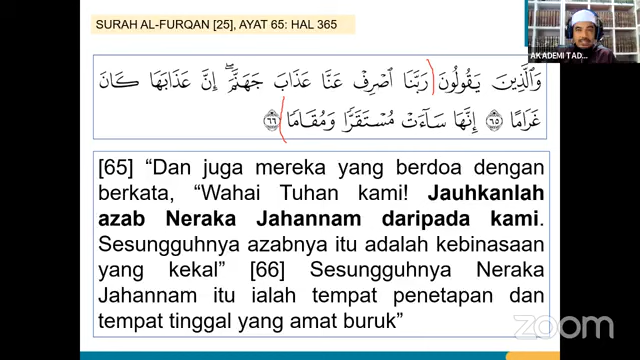 SURAH AL-FURQAN [25], AYAT 65: HAL 365
AKADEMI TAD...
وَالَّذِينَ يَقُولُونَ رَبَّنَا اصْرِفْ عَنَّا عَذَابَ جَهَنَّمَ ۖ إِنَّ عَذَابَهَا كَانَ
غَرَامًا ٦٥ إِنَّهَا سَاءَتْ مُسْتَقَرًّا وَمُقَامًا ٦٦
[65] “Dan juga mereka yang berdoa dengan
berkata, “Wahai Tuhan kami! Jauhkanlah
azab Neraka Jahannam daripada kami.
Sesungguhnya azabnya itu adalah kebinasaan
yang kekal” [66] Sesungguhnya Neraka
Jahannam itu ialah tempat penetapan dan
tempat tinggal yang amat buruk”
zoom